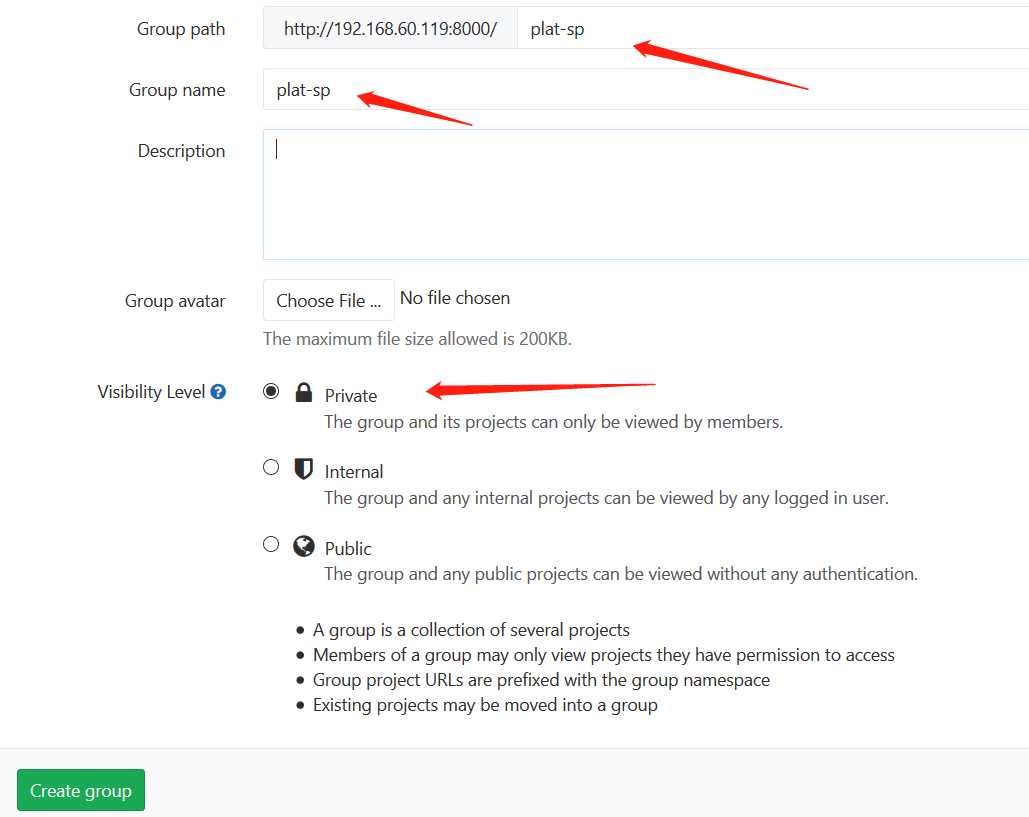 Group path http://192.168.60.119:8000/ plat-sp
Group name plat-sp
Description
Group avatar Choose File ... No file chosen
The maximum file size allowed is 200KB.
Visibility Level ? Private
The group and its projects can only be viewed by members.
Internal
The group and any internal projects can be viewed by any logged in user.
Public
The group and any public projects can be viewed without any authentication.
• A group is a collection of several projects
• Members of a group may only view projects they have permission to access
• Group project URLs are prefixed with the group namespace
• Existing projects may be moved into a group
Create group